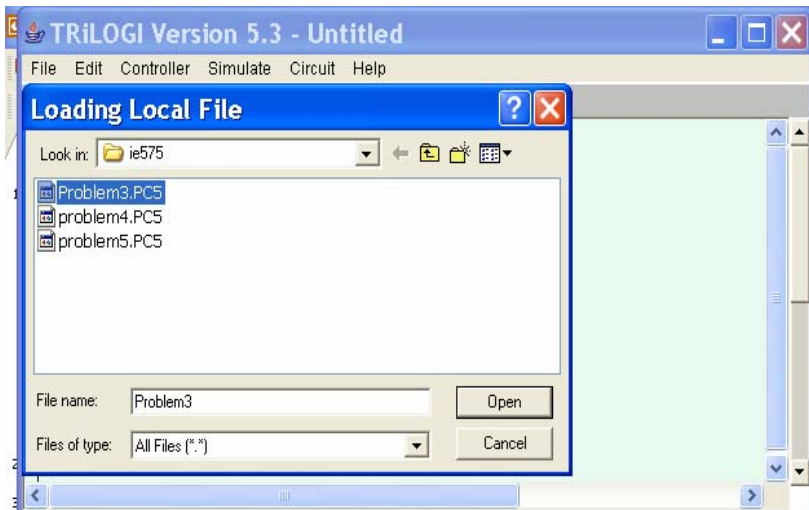 TRiLOGI Version 5.3 - Untitled
File Edit Controller Simulate Circuit Help
Loading Local File
Look in: ie575
Problem3.PC5
problem4.PC5
problem5.PC5
File name: Problem3 Open
Files of type: All Files (*.*) Cancel